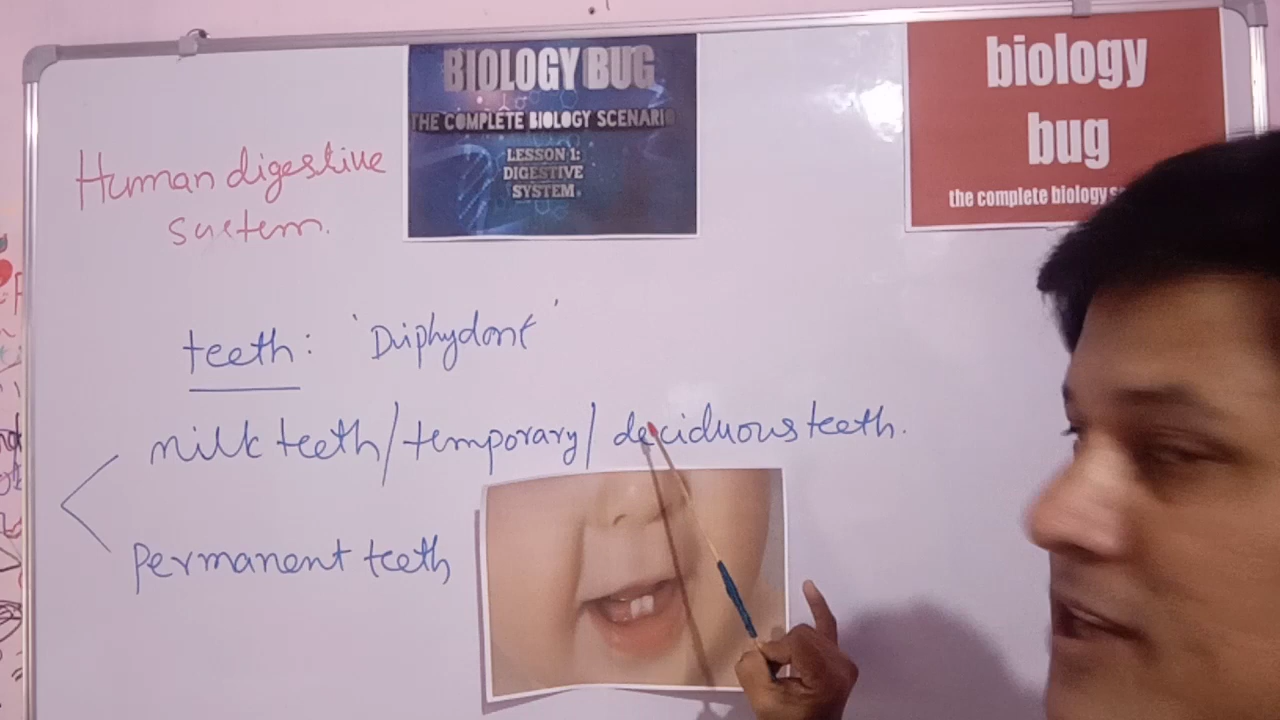 BIOLOGY BUG
THE COMPLETE BIOLOGY SCENARIO
LESSON 1:
DIGESTIVE
SYSTEM
biology
bug
the complete biology
Human digestive
system.
teeth: 'Diphydont'
milk teeth/temporary/deciduous teeth.
permanent teeth